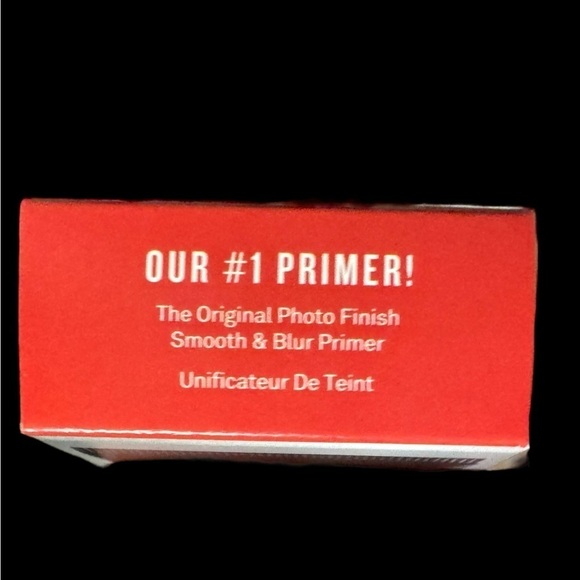 OUR #1 PRIMER!
The Original Photo Finish
Smooth & Blur Primer
Unificateur De Teint